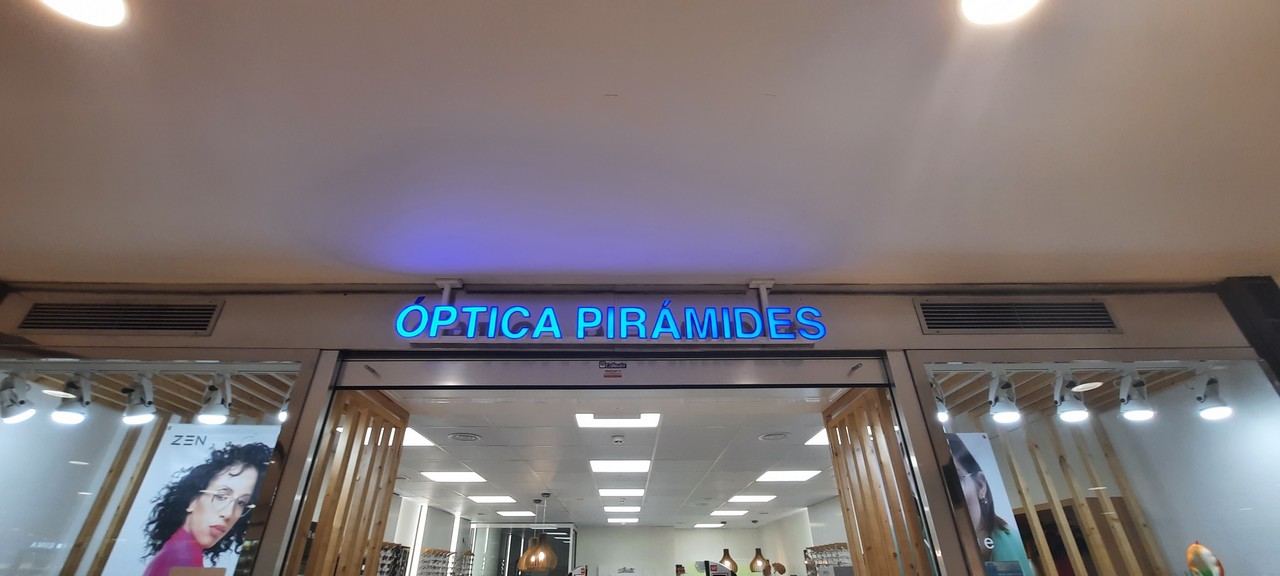 ÓPTICA PIRÁMIDES
ZEN